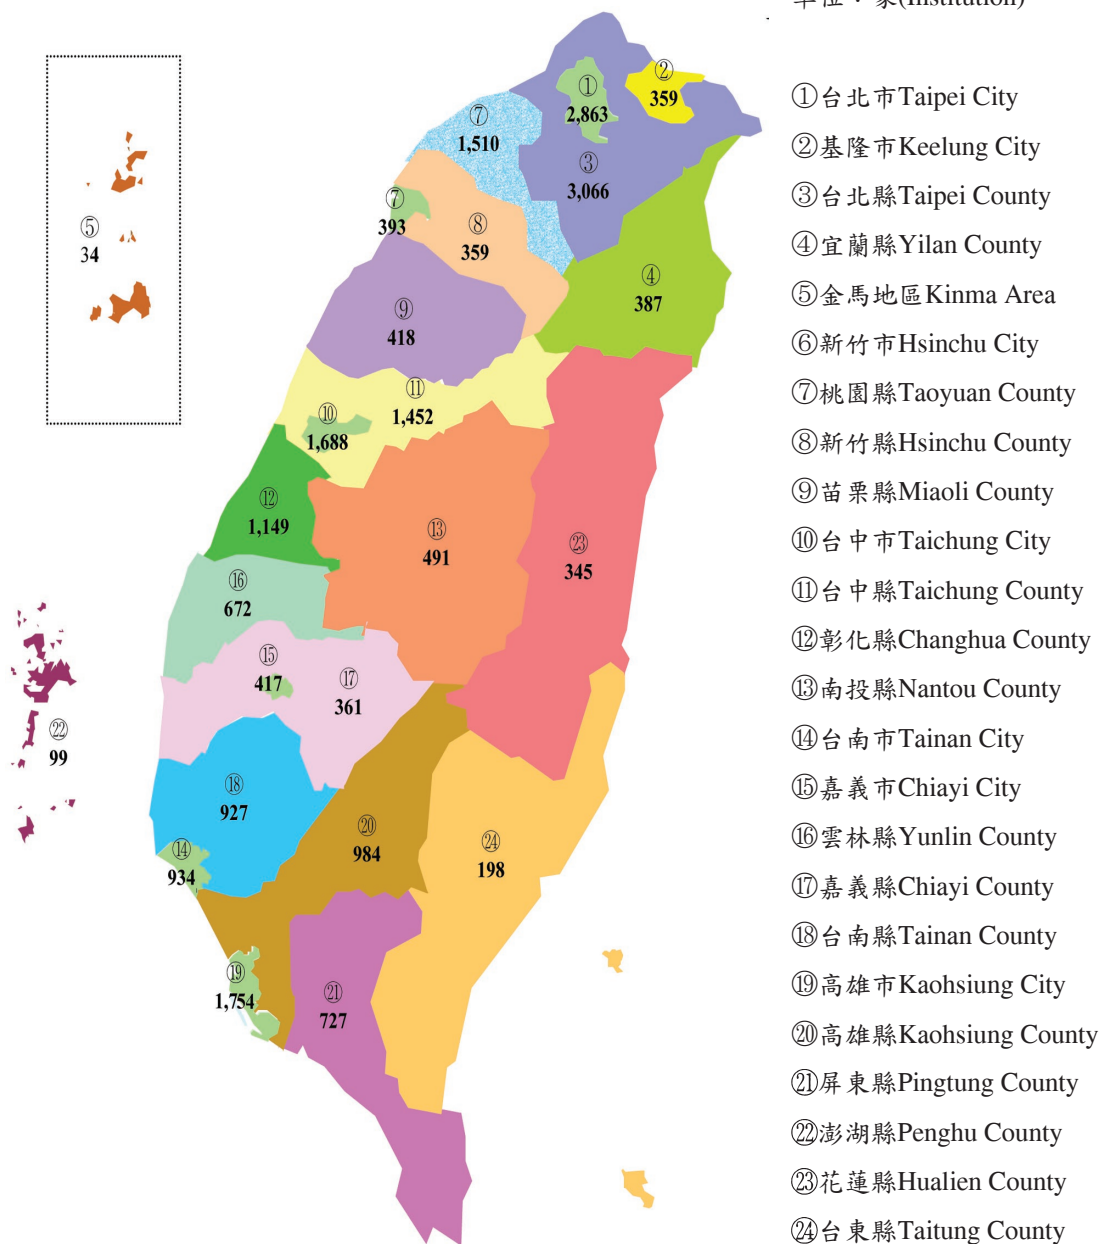 單位：家(Institution)
①
2,863
②
359
⑦
1,510
③
3,066
⑦
393
⑧
359
⑤
34
④
387
⑨
418
⑪
1,452
⑩
1,688
⑫
1,149
⑬
491
㉓
345
⑯
672
⑮
417
⑰
361
㉒
99
⑱
927
⑳
984
⑭
934
㉔
198
⑲
1,754
㉑
727
①台北市Taipei City
②基隆市Keelung City
③台北縣Taipei County
④宜蘭縣Yilan County
⑤金馬地區Kinma Area
⑥新竹市Hsinchu City
⑦桃園縣Taoyuan County
⑧新竹縣Hsinchu County
⑨苗栗縣Miaoli County
⑩台中市Taichung City
⑪台中縣Taichung County
⑫彰化縣Changhua County
⑬南投縣Nantou County
⑭台南市Tainan City
⑮嘉義市Chiayi City
⑯雲林縣Yunlin County
⑰嘉義縣Chiayi County
⑱台南縣Tainan County
⑲高雄市Kaohsiung City
⑳高雄縣Kaohsiung County
㉑屏東縣Pingtung County
㉒澎湖縣Penghu County
㉓花蓮縣Hualien County
㉔台東縣Taitung County